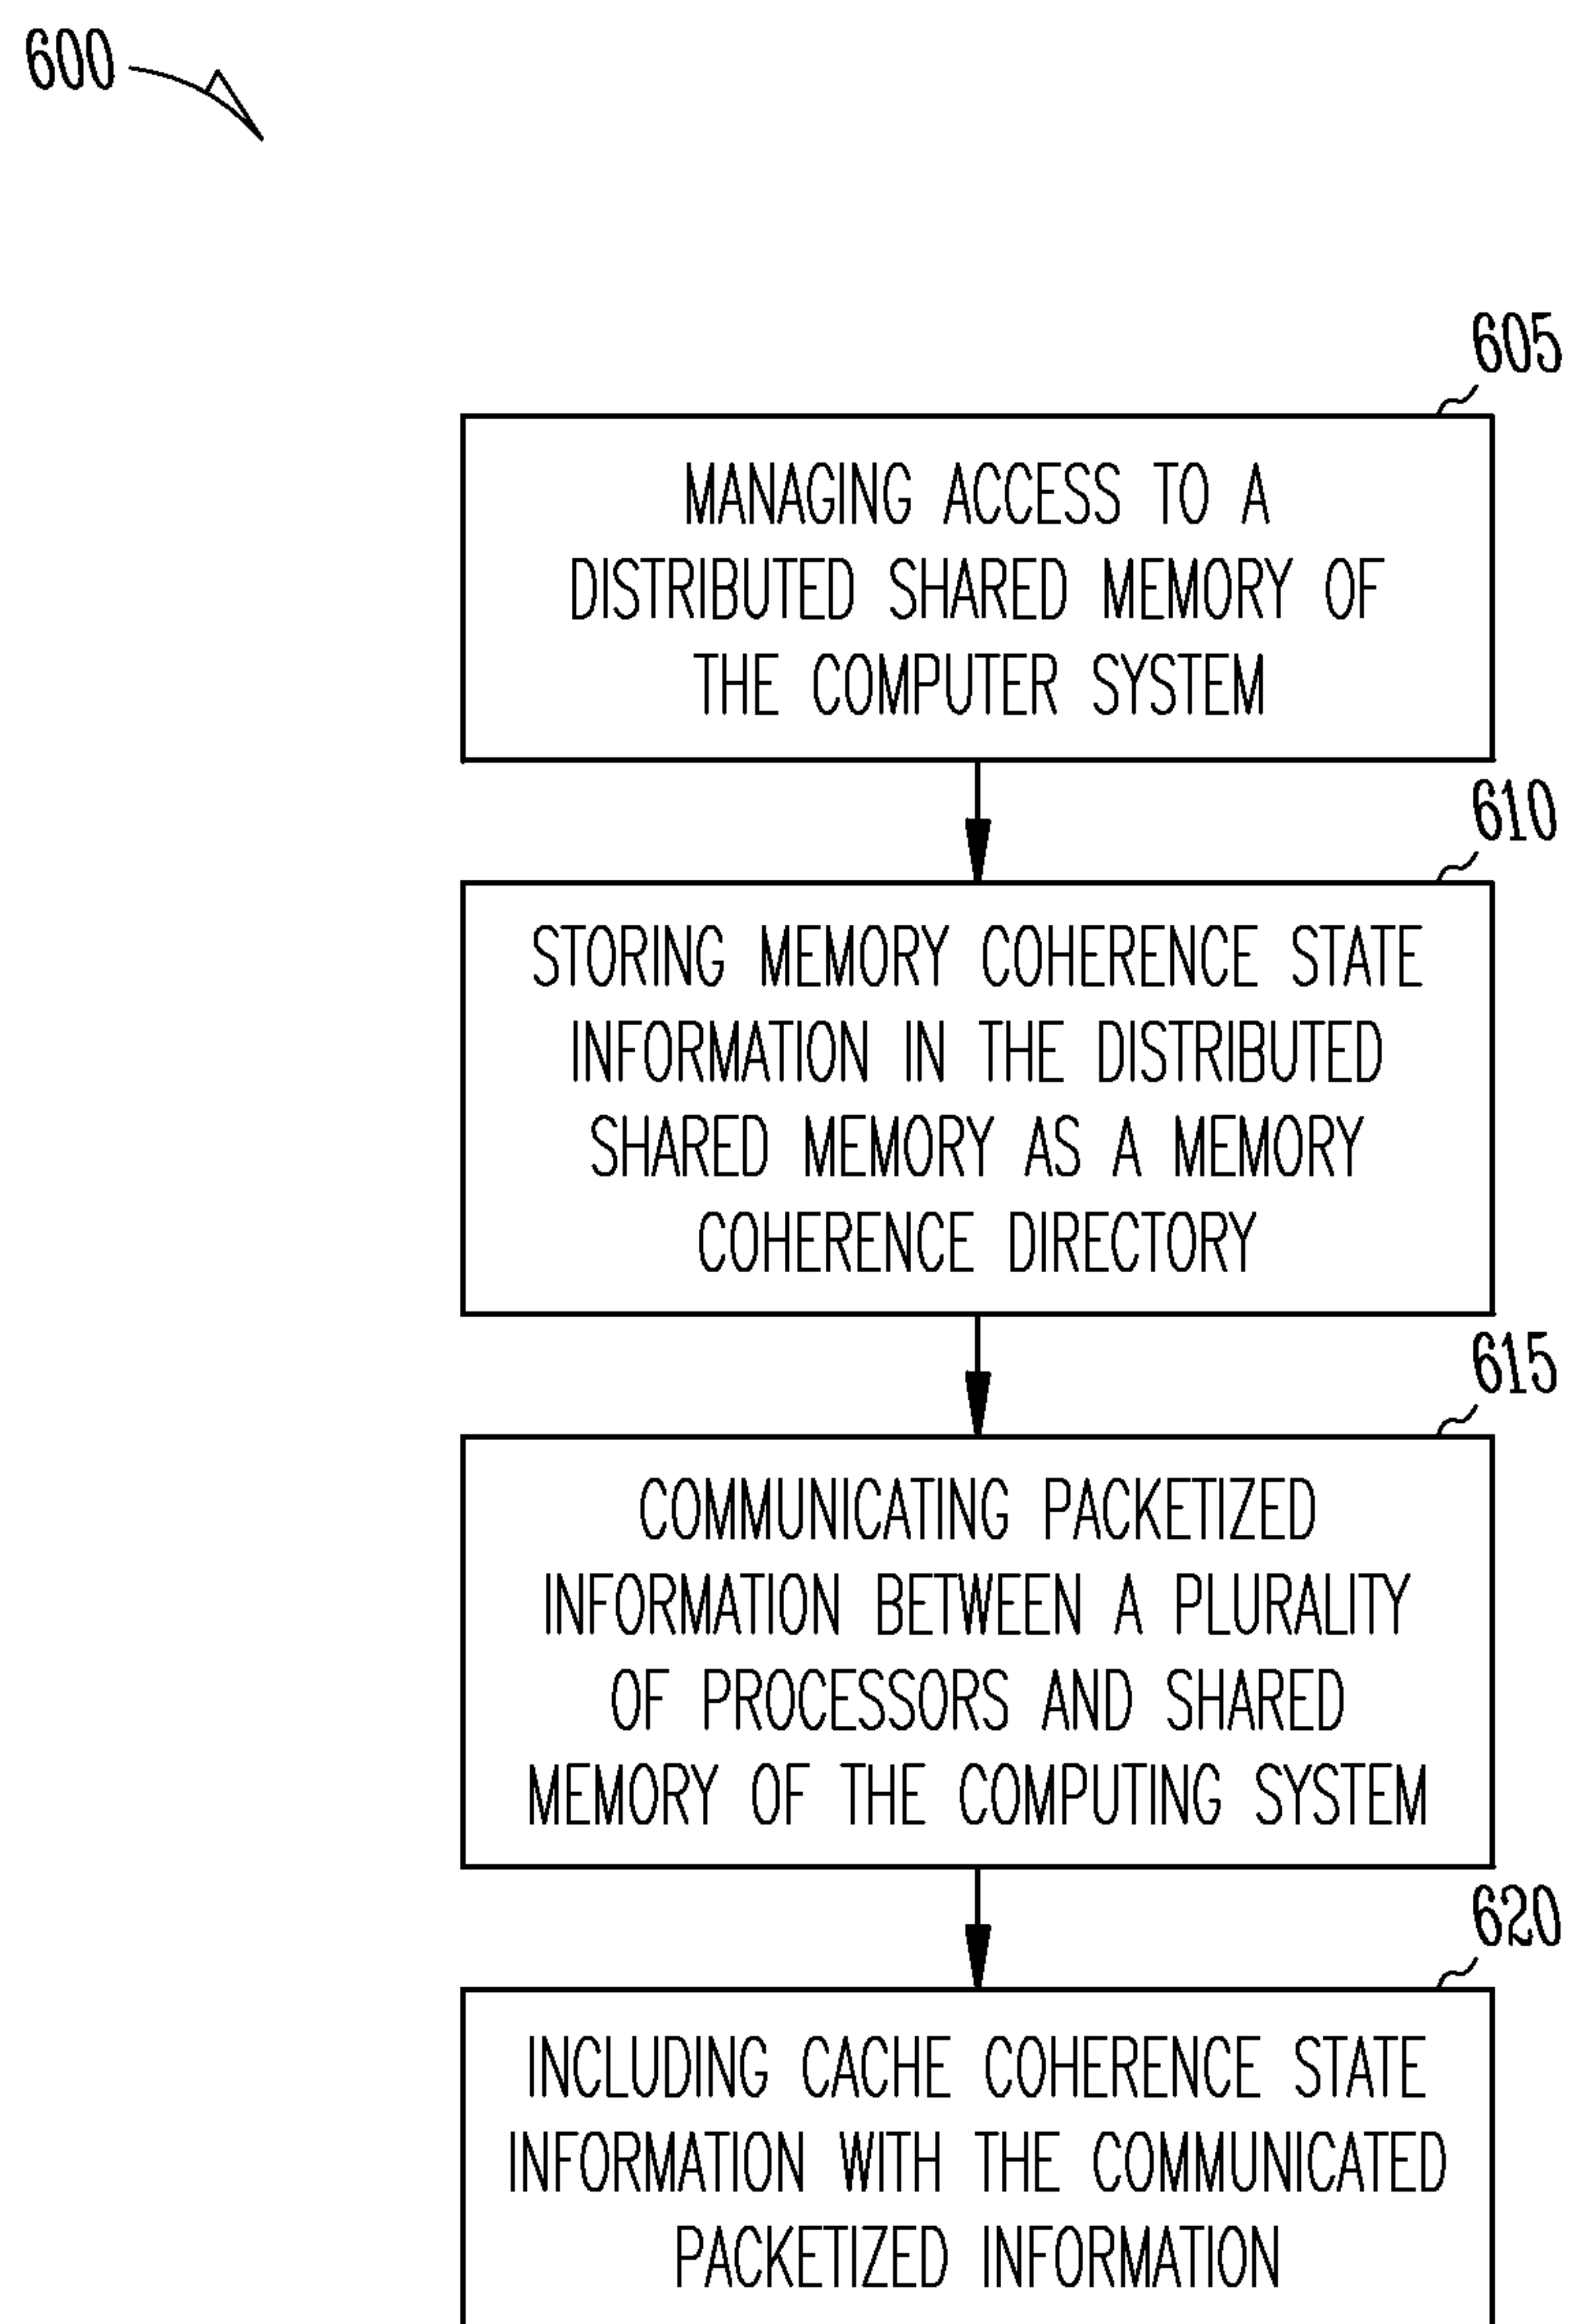 600
605
MANAGING ACCESS TO A
DISTRIBUTED SHARED MEMORY OF
THE COMPUTER SYSTEM
610
STORING MEMORY COHERENCE STATE
INFORMATION IN THE DISTRIBUTED
SHARED MEMORY AS A MEMORY
COHERENCE DIRECTORY
615
COMMUNICATING PACKETIZED
INFORMATION BETWEEN A PLURALITY
OF PROCESSORS AND SHARED
MEMORY OF THE COMPUTING SYSTEM
620
INCLUDING CACHE COHERENCE STATE
INFORMATION WITH THE COMMUNICATED
PACKETIZED INFORMATION